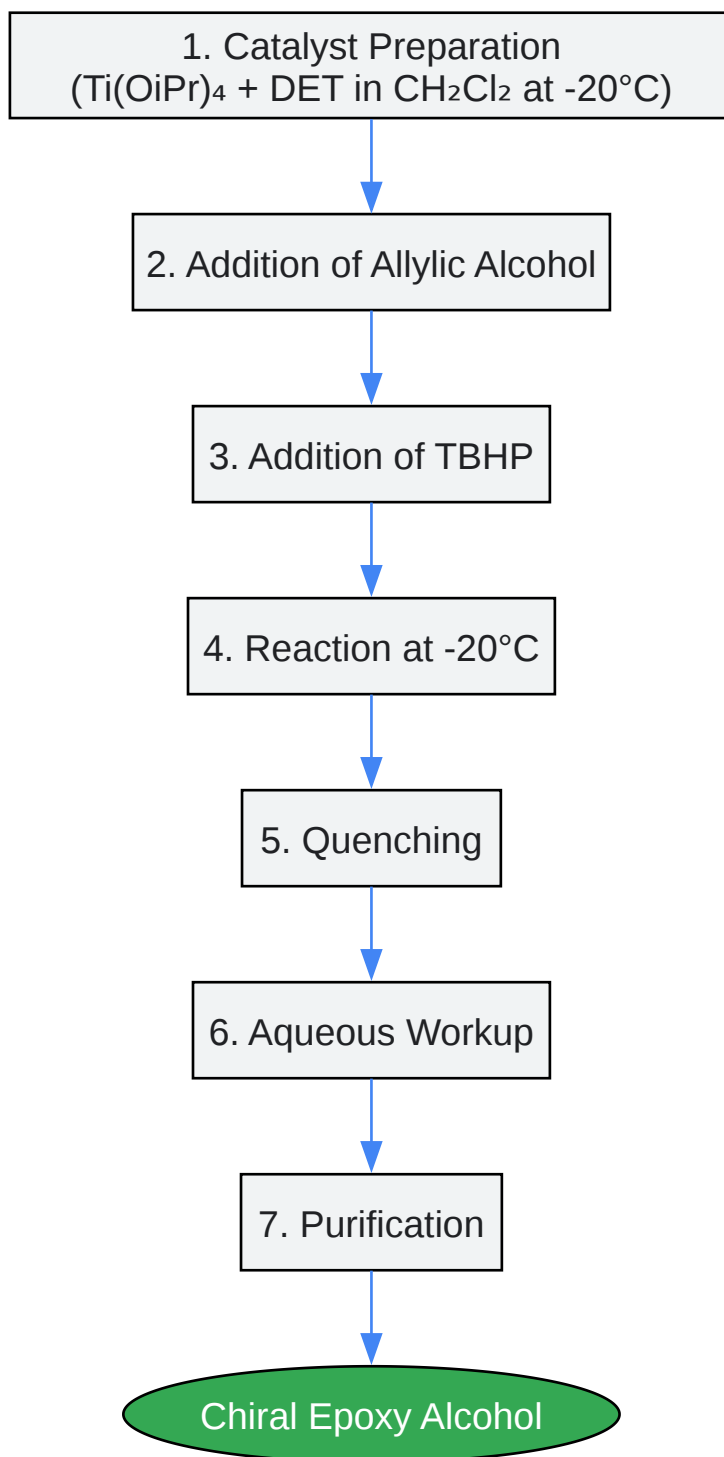 1. Catalyst Preparation
(Ti(OiPr)₄ + DET in CH₂Cl₂ at -20°C)
2. Addition of Allylic Alcohol
3. Addition of TBHP
4. Reaction at -20°C
5. Quenching
6. Aqueous Workup
7. Purification
Chiral Epoxy Alcohol